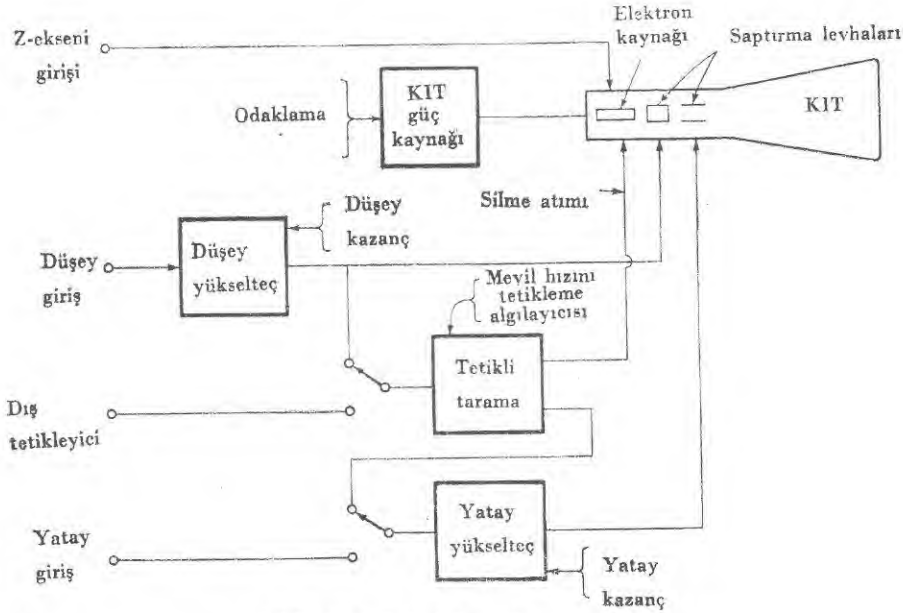 Z-ekseni
girişi
Elektron
kaynağı
Saptırma levhaları
KIT
Odaklama
KIT
güç
kaynağı
Silme atımı
Düşey
kazanç
Düşey
giriş
Düşey
yükselteç
Meyil hızını
tetikleme
algılayıcısı
Tetikli
tarama
Dış
tetikleyici
Yatay
giriş
Yatay
yükselteç
Yatay
kazanç